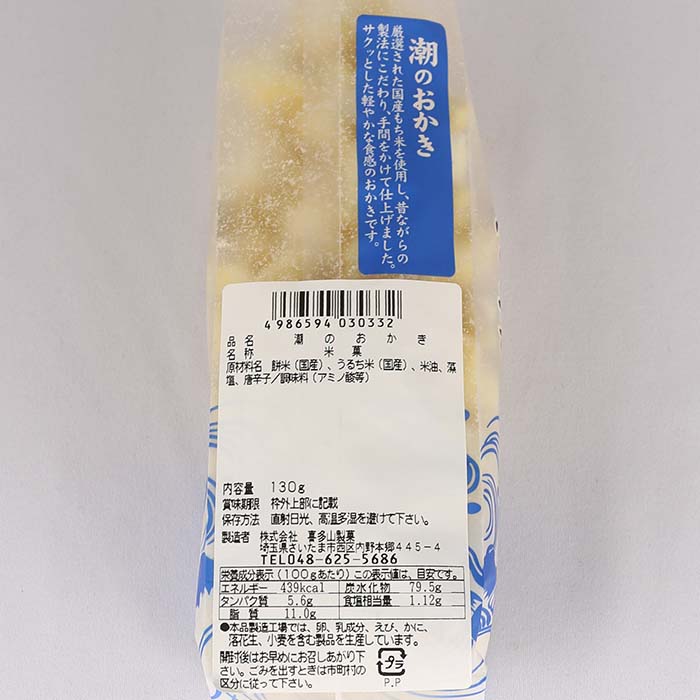 潮のおかき
厳選された国産もち米を使用し、昔ながらの
製法にこだわり、手間をかけて仕上げました。
サクッとした軽やかな食感のおかきです。
4986594 030332
品名 潮のおかき
名称 米菓
原材料名 餅米(国産)、うるち米(国産)、米油、藻
塩、唐辛子/調味料(アミノ酸等)
内容量 130g
賞味期限 枠外上部に記載
保存方法 直射日光、高温多湿を避けて下さい。
製造者 株式会社 喜多山製菓
埼玉県さいたま市西区内野本郷445-4
TEL048-625-5686
栄養成分表示(100gあたり)この表示値は、目安です。
エネルギー 439kcal 炭水化物 79.5g
タンパク質 5.6g 食塩相当量 1.12g
脂質 11.0g
●本品製造工場では、卵、乳成分、えび、かに、
落花生、小麦を含む製品を生産しています。
開封後はお早めにお召しあがり下
さい。ごみを出すときは市町村の
区分に従って下さい。
プラ
P.P